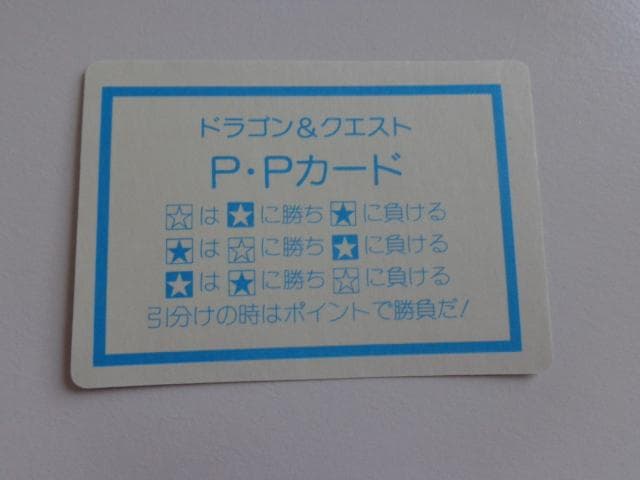 ドラゴン&クエスト
P・Pカード
☆は★に勝ち★に負ける
★は☆に勝ち★に負ける
★は★に勝ち☆に負ける
引分けの時はポイントで勝負だ!